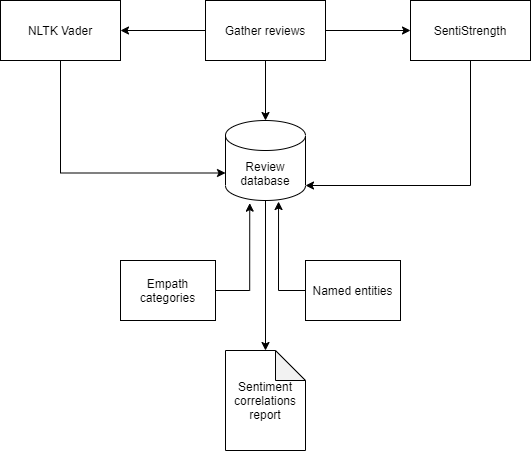 NLTK Vader
Gather reviews
SentiStrength
Review
database
Empath
categories
Named entities
Sentiment
correlations
report